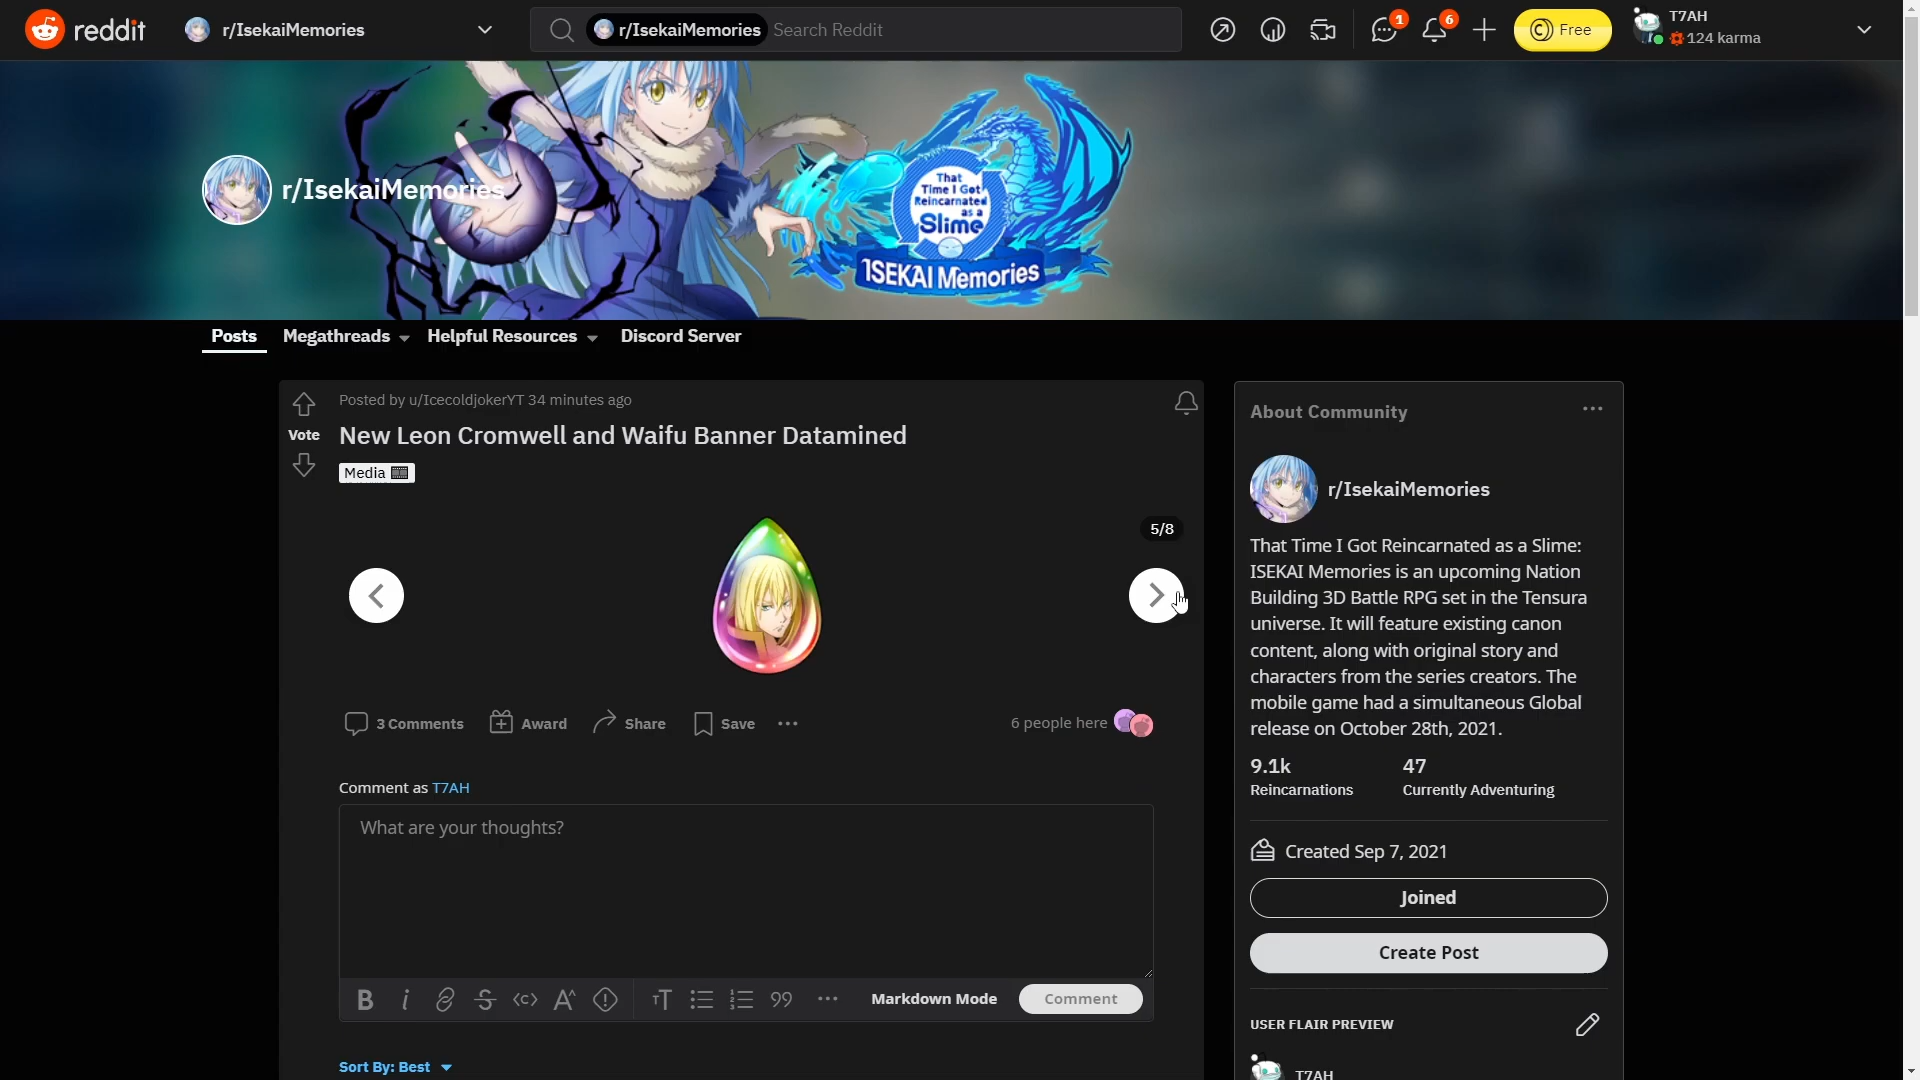 reddit
r/IsekaiMemories
r/IsekaiMemories Search Reddit
1
6
Free
T7AH
124 karma
r/IsekaiMemories
That
Time I Got
Reincarnated
as a
Slime
ISEKAI Memories
Posts
Megathreads
Helpful Resources
Discord Server
Posted by u/IcecoldjokerYT 34 minutes ago
Vote
New Leon Cromwell and Waifu Banner Datamined
Media
5/8
3 Comments
Award
Share
Save
6 people here
Comment as T7AH
What are your thoughts?
Markdown Mode
Comment
Sort By: Best
About Community
r/IsekaiMemories
That Time I Got Reincarnated as a Slime:
ISEKAI Memories is an upcoming Nation
Building 3D Battle RPG set in the Tensura
universe. It will feature existing canon
content, along with original story and
characters from the series creators. The
mobile game had a simultaneous Global
release on October 28th, 2021.
9.1k
Reincarnations
47
Currently Adventuring
Created Sep 7, 2021
Joined
Create Post
USER FLAIR PREVIEW
T7AH